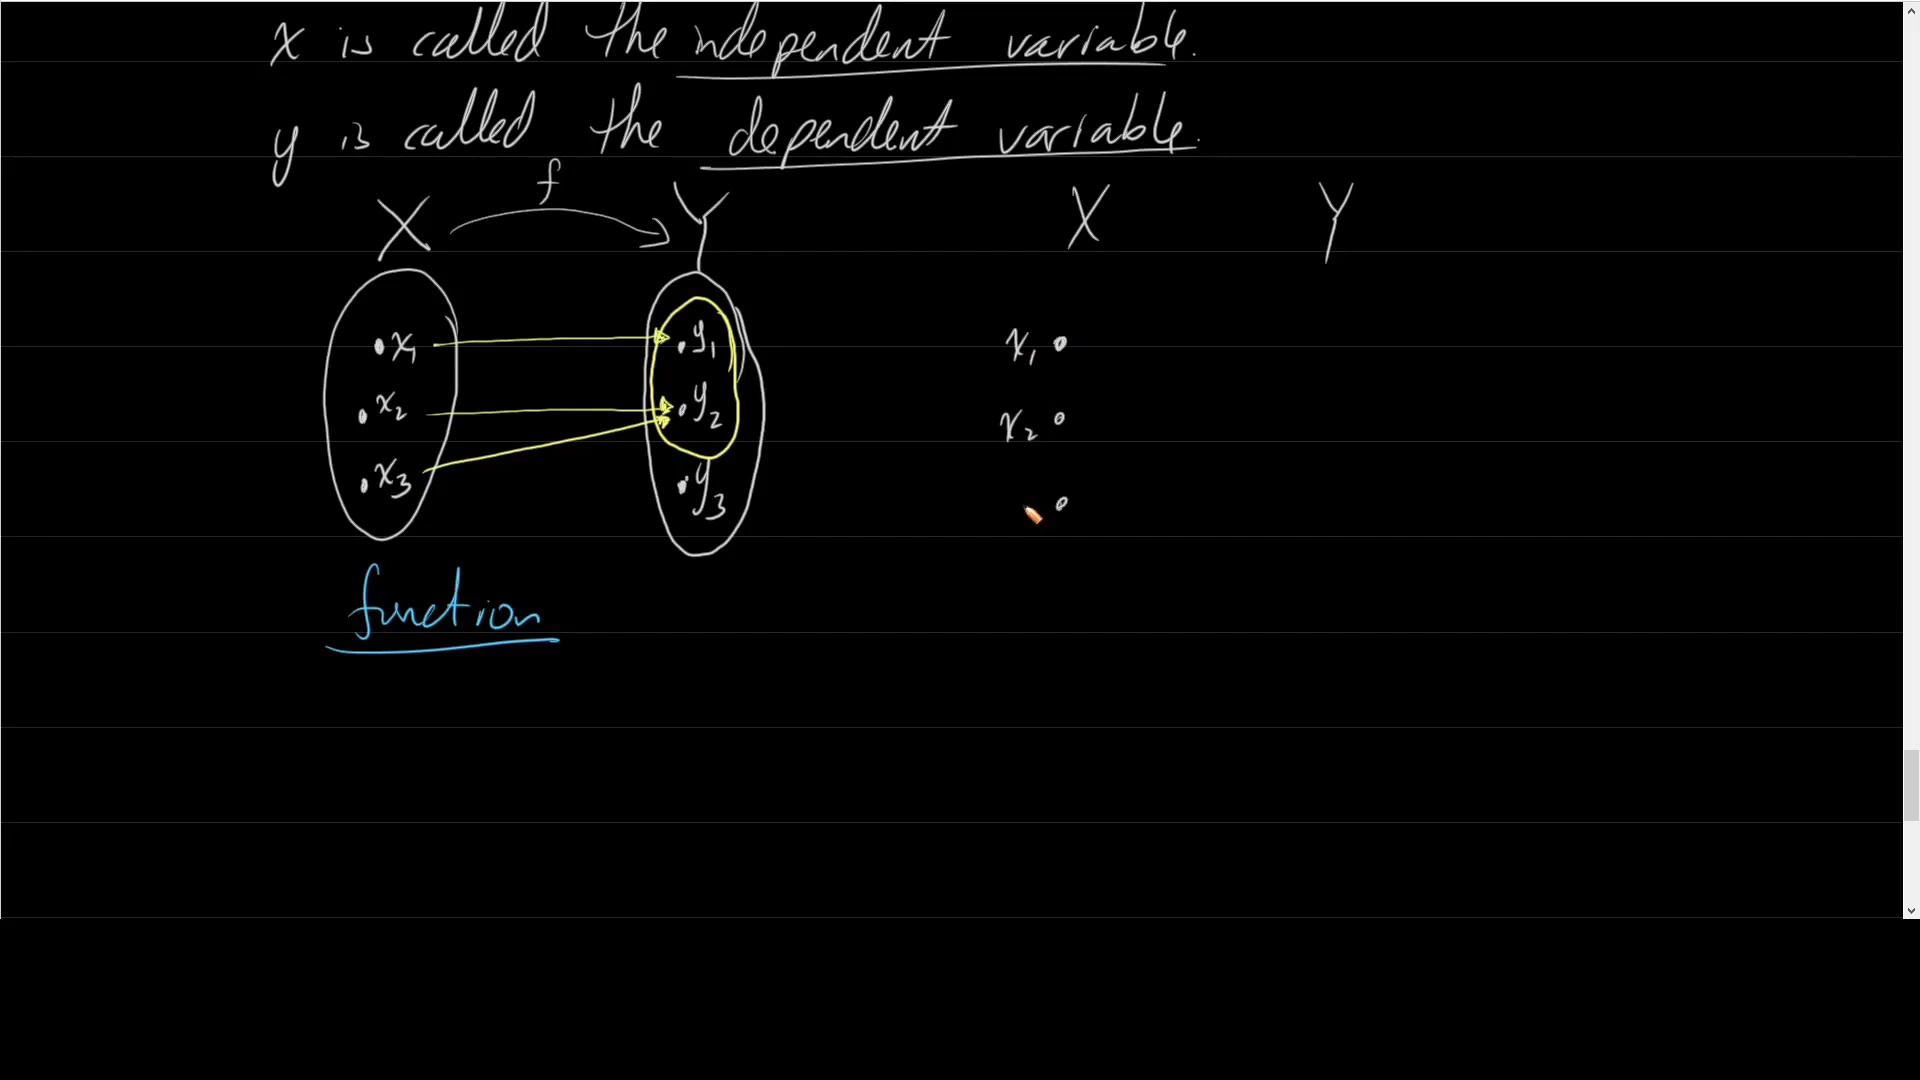 x is called the independent variable.
y is called the dependent variable.
f
X Y X Y
x₁ y₁ x₁
x₂ y₂ x₂
x₃ y₃
function